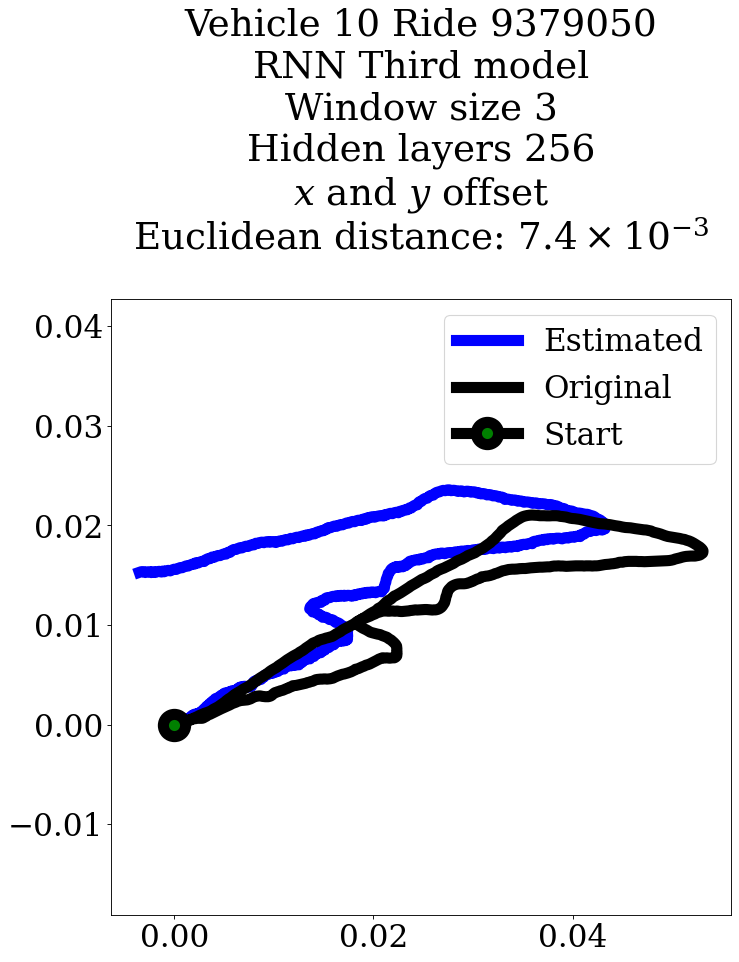 Vehicle 10 Ride 9379050
RNN Third model
Window size 3
Hidden layers 256
x and y offset
Euclidean distance: 7.4 × 10⁻³
Estimated
Original
Start
0.04
0.03
0.02
0.01
0.00
−0.01
0.00 0.02 0.04